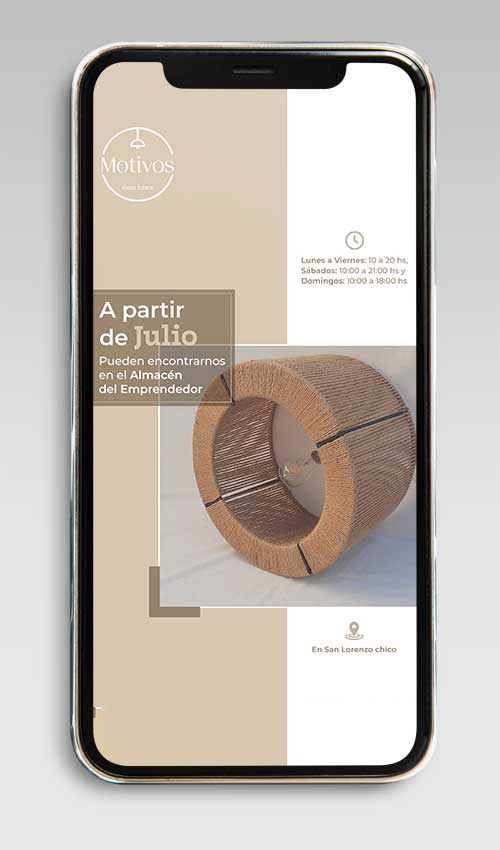 Motivos
Lunes a Viernes: 10 a 20 hs,
Sábados: 10:00 a 21:00 hs y
Domingos: 10:00 a 18:00 hs
A partir
de Julio
Pueden encontrarnos
en el Almacén
del Emprendedor
En San Lorenzo chico